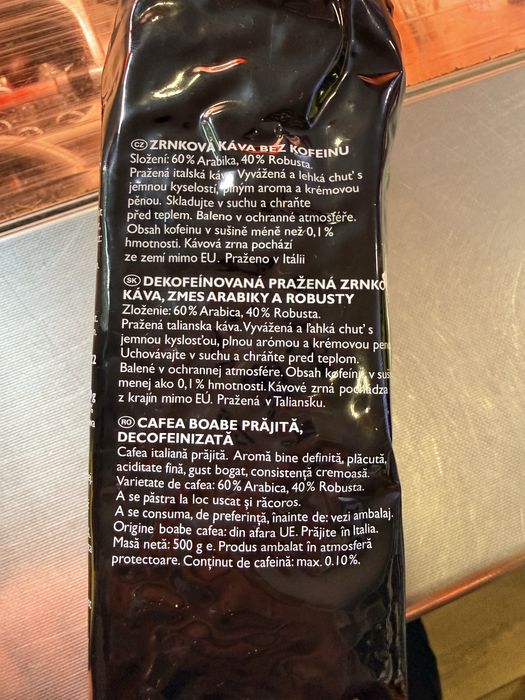 CZ ZRNKOVÁ KÁVA BEZ KOFEINU
Složení: 60% Arabika, 40% Robusta.
Pražená italská káva. Vyvážená a lehká chuť s
jemnou kyselostí, plným aroma a krémovou
pěnou. Skladujte v suchu a chraňte
před teplem. Baleno v ochranné atmosféře.
Obsah kofeinu v sušině méně než 0,1%
hmotnosti. Kávová zrna pochází
ze zemí mimo EU. Praženo v Itálii
SK DEKOFEÍNOVANÁ PRAŽENÁ ZRNKO
KÁVA, ZMES ARABIKY A ROBUSTY
Zloženie: 60% Arabica, 40% Robusta.
Pražená talianska káva. Vyvážená a ľahká chuť s
jemnou kyslosťou, plnou arómou a krémovou pen
Uchovávajte v suchu a chráňte pred teplom.
Balené v ochrannej atmosfére. Obsah kofeínu v suš
menej ako 0,1% hmotnosti. Kávové zrná pochádza
z krajín mimo EÚ. Pražená v Taliansku.
RO CAFEA BOABE PRĂJITĂ,
DECOFEINIZATĂ
Cafea italiană prăjită. Aromă bine definită, plăcută,
aciditate fină, gust bogat, consistență cremoasă.
Varietate de cafea: 60% Arabica, 40% Robusta.
A se păstra la loc uscat și răcoros.
A se consuma, de preferință, înainte de: vezi ambalaj.
Origine boabe cafea: din afara UE. Prăjite în Italia.
Masă netă: 500 g e. Produs ambalat în atmosferă
protectoare. Conținut de cafeină: max. 0.10%.